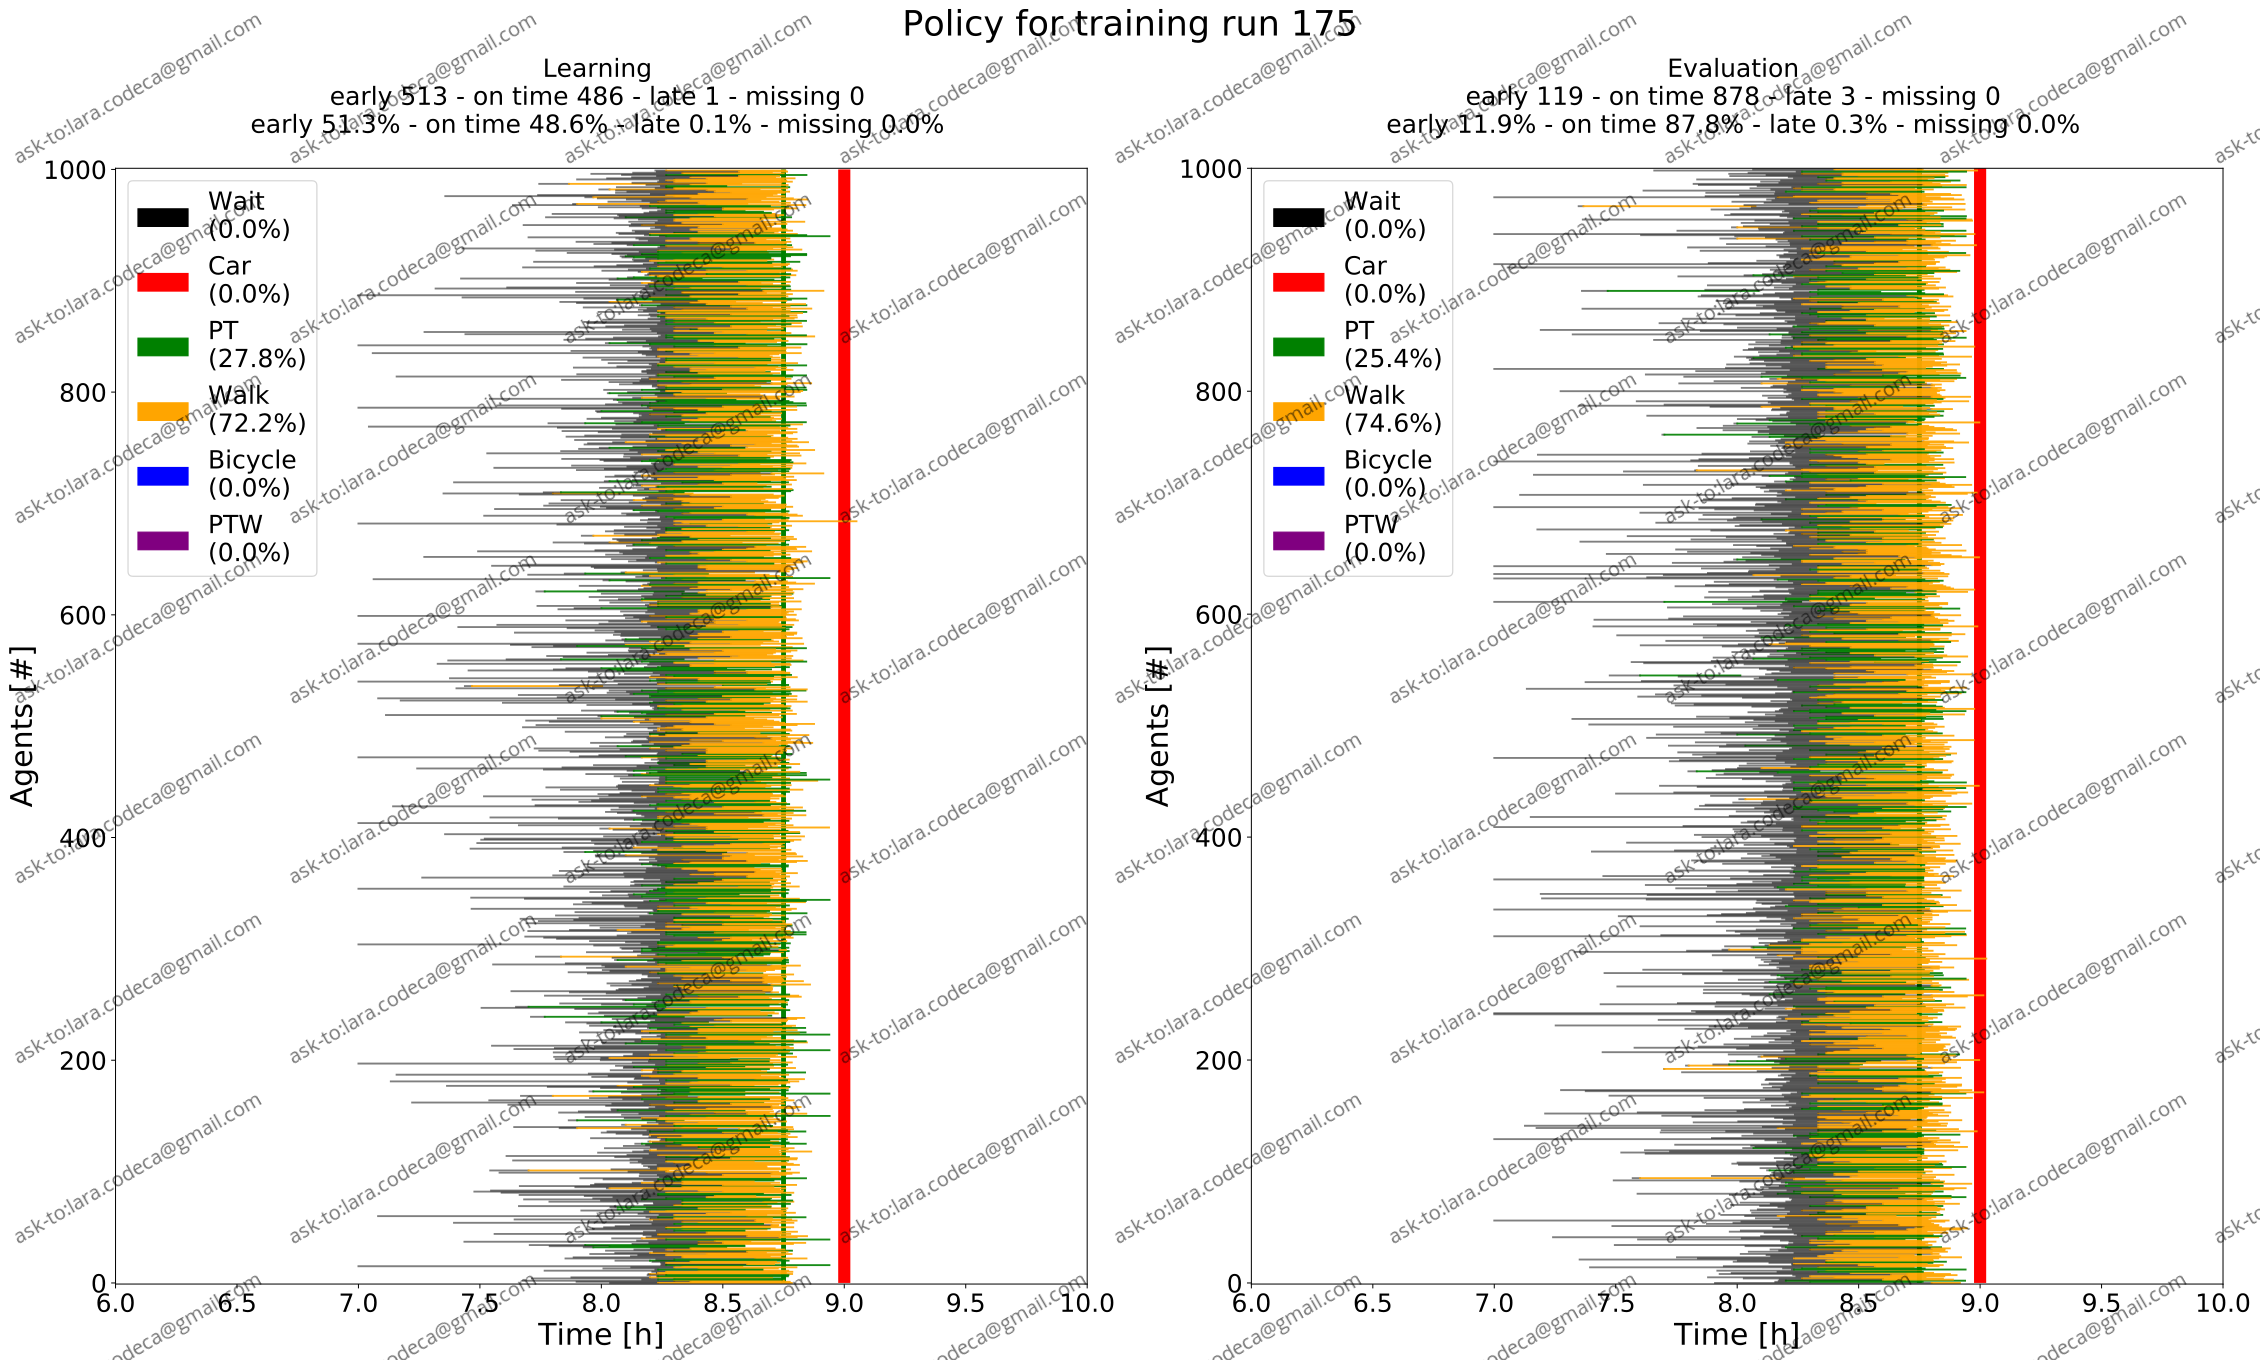 Policy for training run 175
Learning
early 513 - on time 486 - late 1 - missing 0
early 51.3% - on time 48.6% - late 0.1% - missing 0.0%
Evaluation
early 119 - on time 878 - late 3 - missing 0
early 11.9% - on time 87.8% - late 0.3% - missing 0.0%
Wait
(0.0%)
Car
(0.0%)
PT
(27.8%)
Walk
(72.2%)
Bicycle
(0.0%)
PTW
(0.0%)
1000
800
600
400
200
0
Agents [#]
6.0 6.5 7.0 7.5 8.0 8.5 9.0 9.5 10.0
Time [h]
Wait
(0.0%)
Car
(0.0%)
PT
(25.4%)
Walk
(74.6%)
Bicycle
(0.0%)
PTW
(0.0%)
1000
800
600
400
200
0
Agents [#]
6.0 6.5 7.0 7.5 8.0 8.5 9.0 9.5 10.0
Time [h]
ask-to:lara.codeca@gmail.com